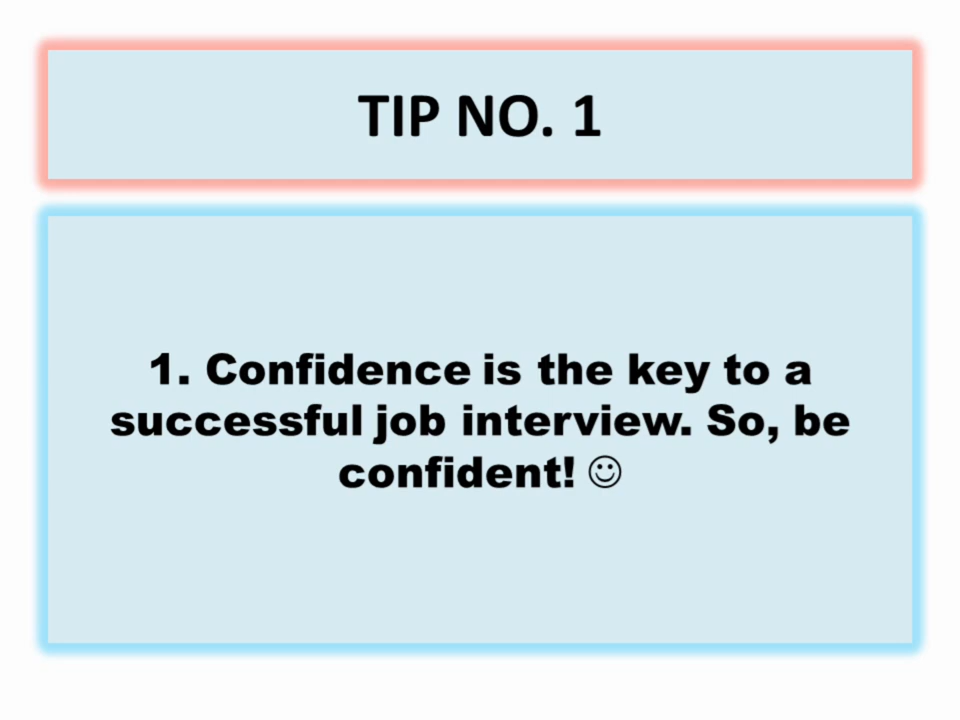 TIP NO. 1
1. Confidence is the key to a
successful job interview. So, be
confident! ☺